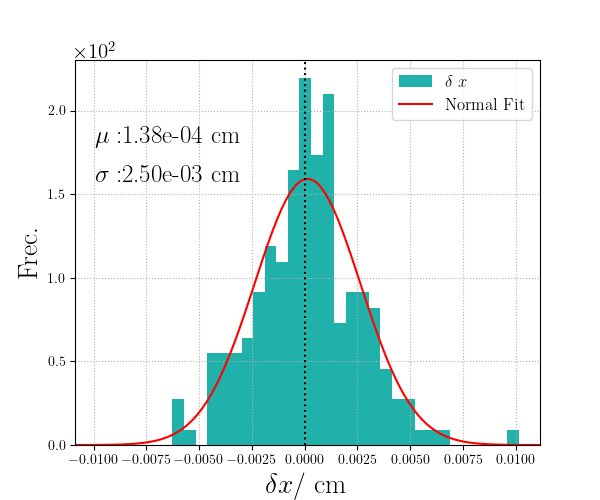 ×10²
δ x
Normal Fit
μ :1.38e-04 cm
σ :2.50e-03 cm
Frec.
2.0
1.5
1.0
0.5
0.0
−0.0100 −0.0075 −0.0050 −0.0025 0.0000 0.0025 0.0050 0.0075 0.0100
δx/ cm